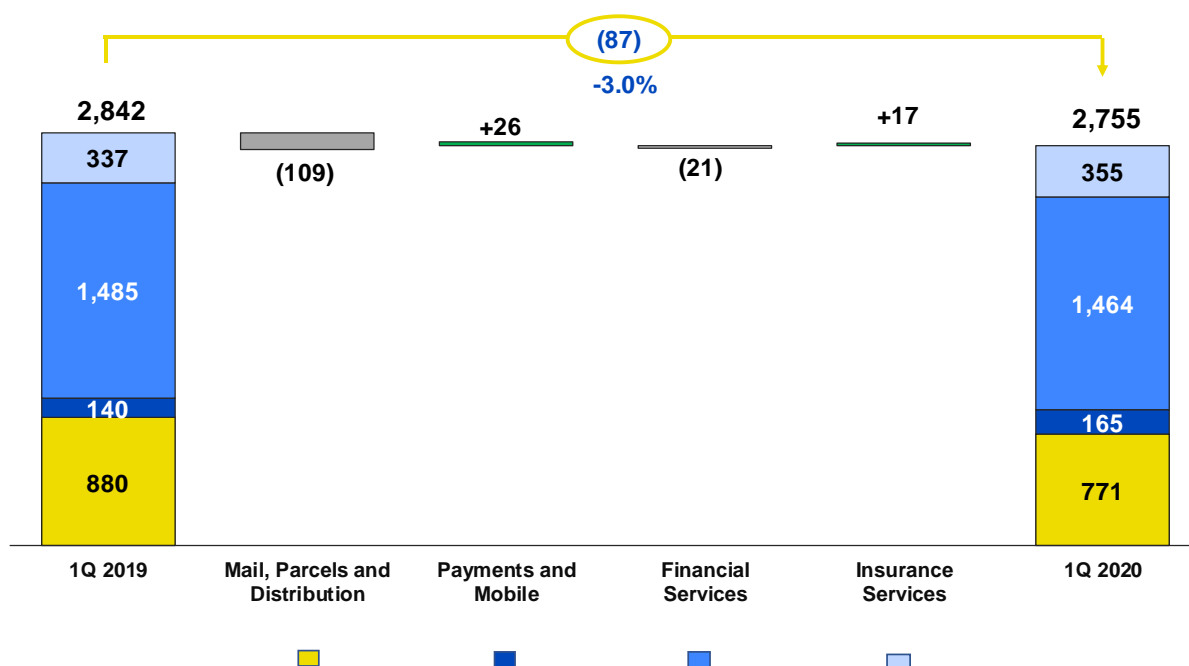 (87)
-3.0%
2,842
337
1,485
140
880
(109)
+26
(21)
+17
2,755
355
1,464
165
771
1Q 2019
Mail, Parcels and
Distribution
Payments and
Mobile
Financial
Services
Insurance
Services
1Q 2020